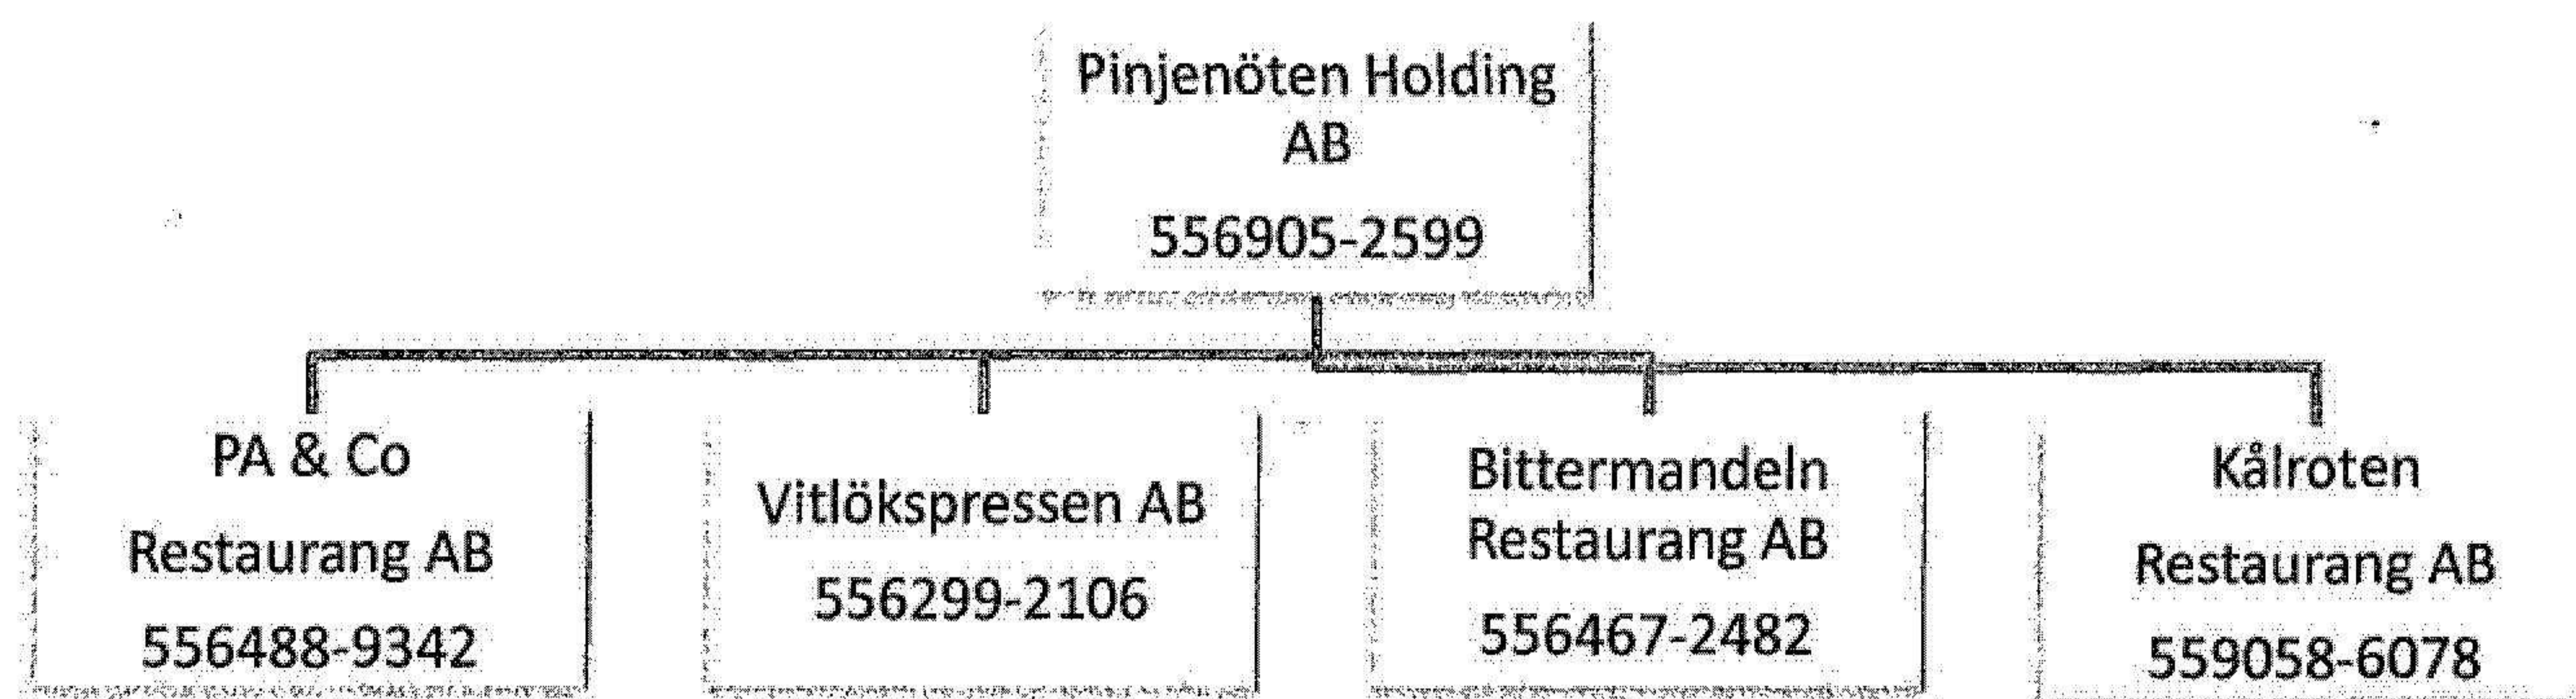 Pinjenöten Holding
AB
556905-2599
PA & Co
Restaurang AB
556488-9342
Vitlökspressen AB
556299-2106
Bittermandeln
Restaurang AB
556467-2482
Kålroten
Restaurang AB
559058-6078